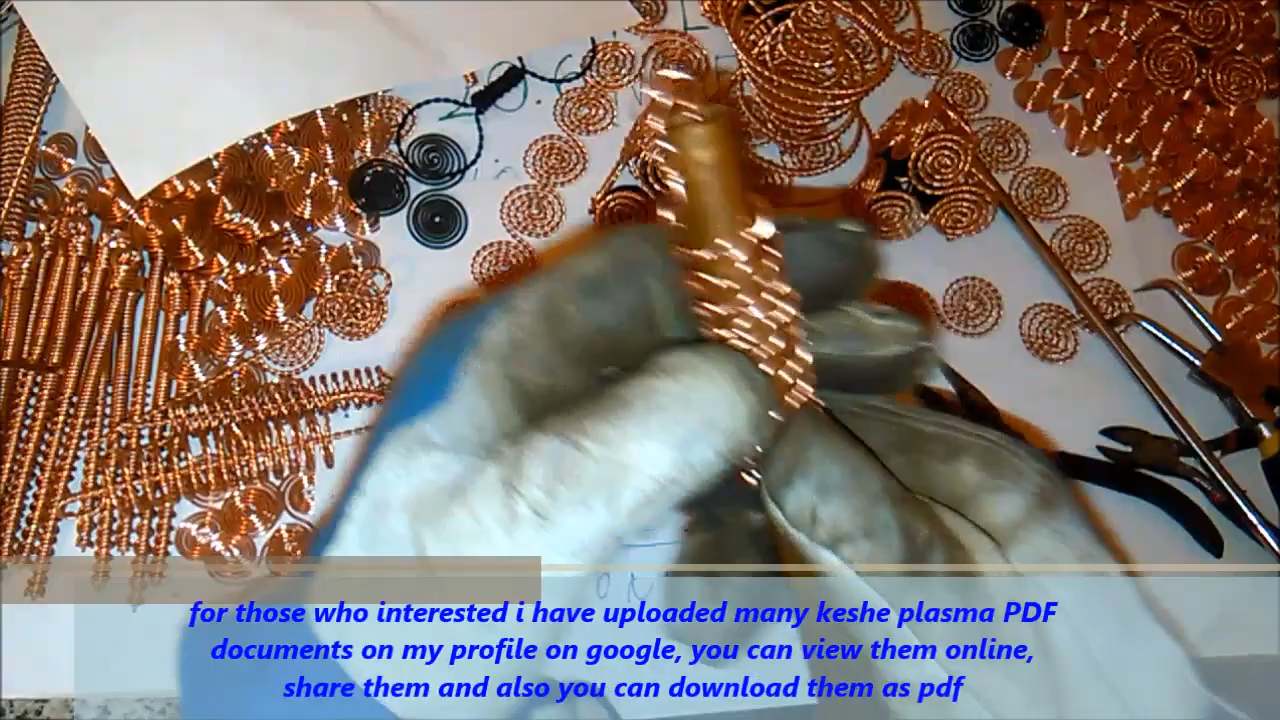 for those who interested i have uploaded many keshe plasma PDF
documents on my profile on google, you can view them online,
share them and also you can download them as pdf